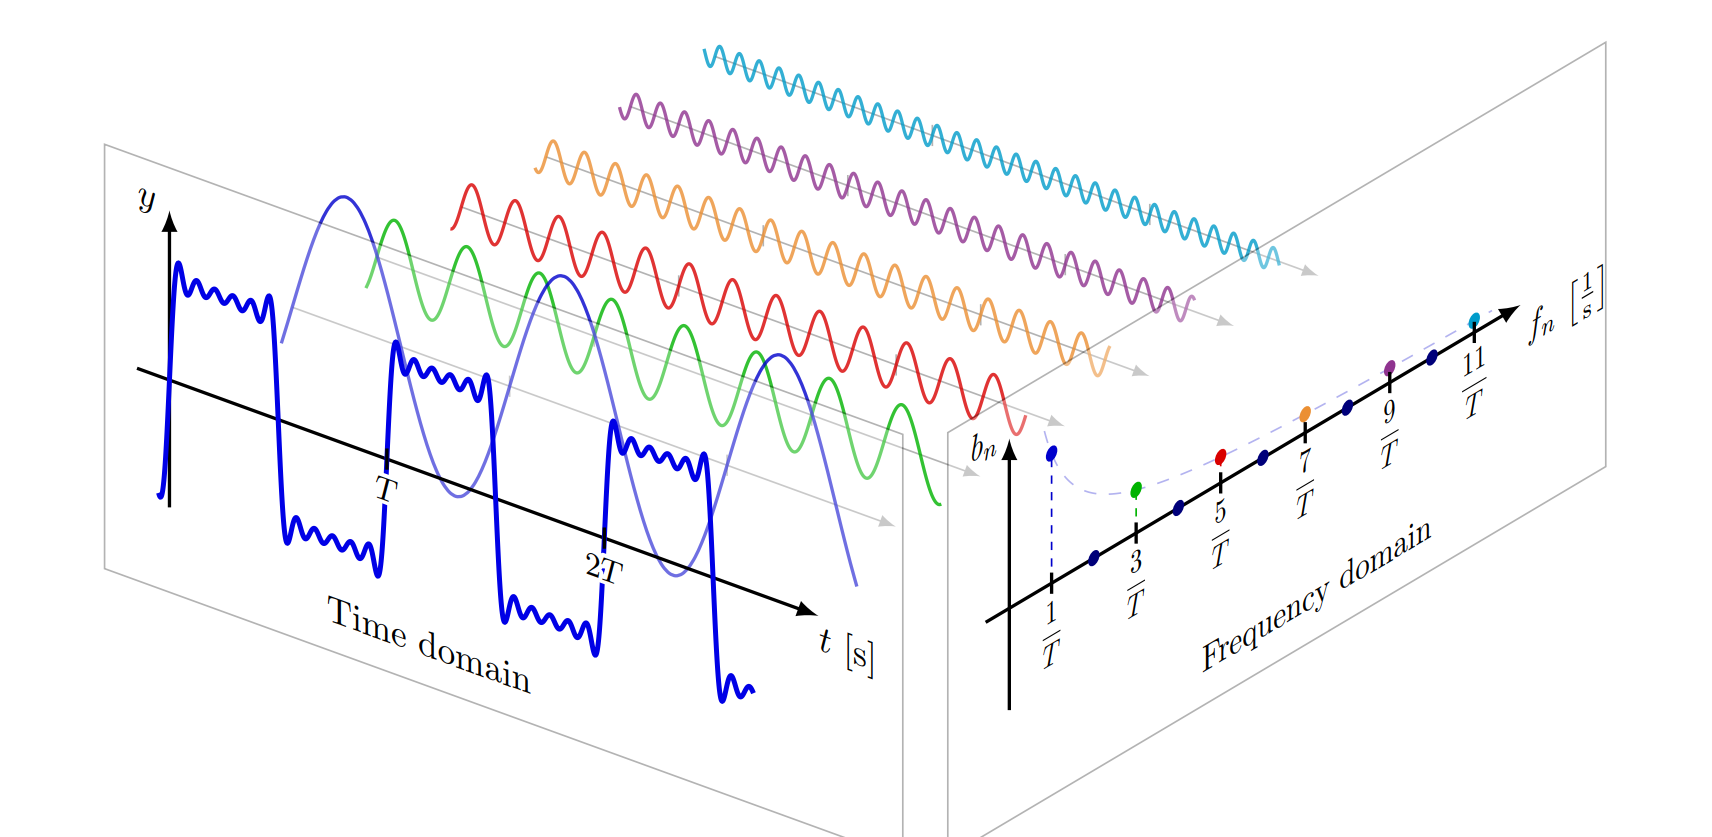 y
T
2T
t [s]
Time domain
b_n
1/T
3/T
5/T
7/T
9/T
11/T
f_n [1/s]
Frequency domain